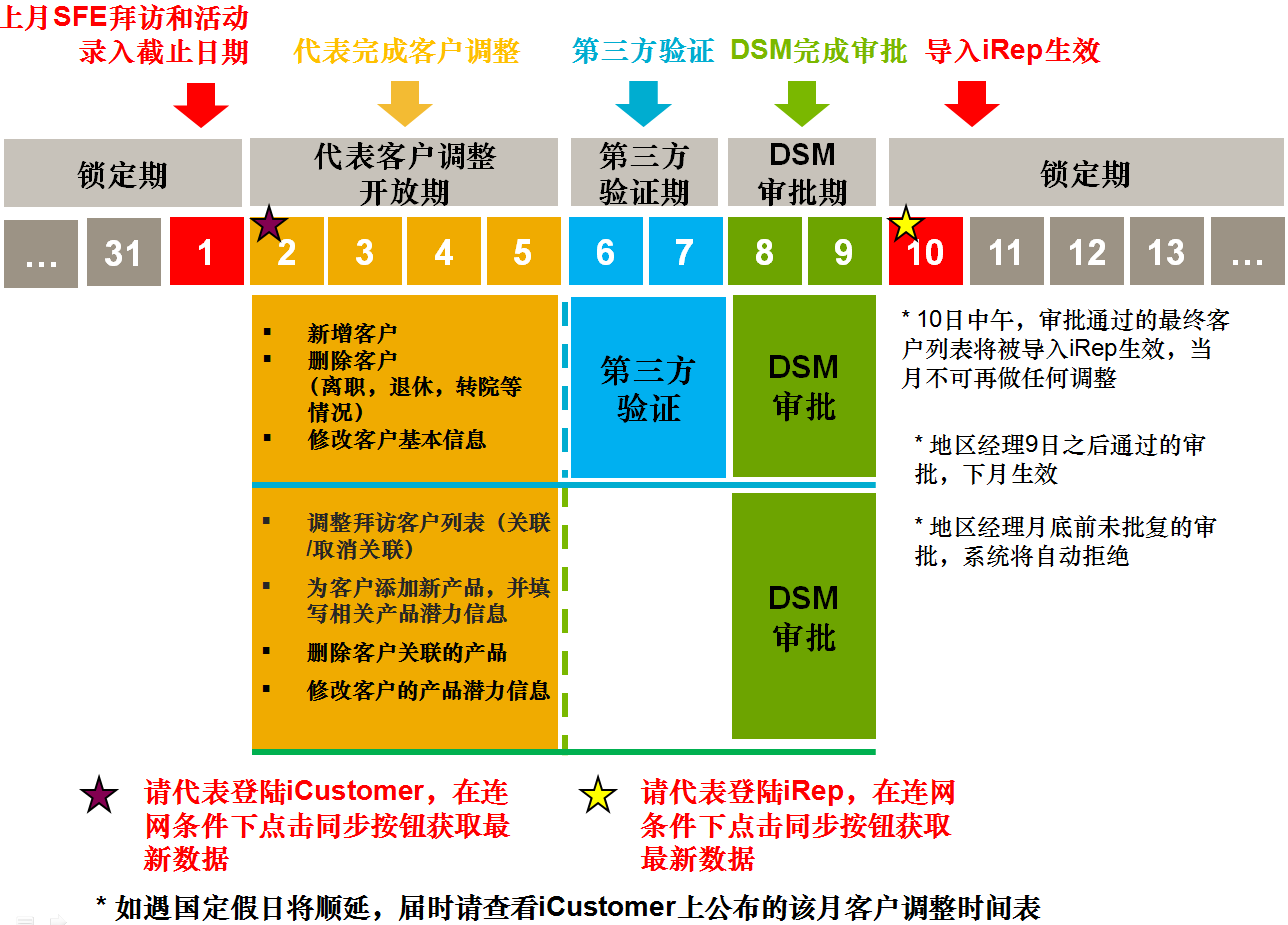 上月SFE拜访和活动
录入截止日期
代表完成客户调整
第三方验证
DSM完成审批
导入iRep生效
锁定期
代表客户调整
开放期
第三方
验证期
DSM
审批期
锁定期
…
31
1
2
3
4
5
6
7
8
9
10
11
12
13
…
▪ 新增客户
▪ 删除客户
(离职，退休，转院等
情况）
▪ 修改客户基本信息
第三方
验证
DSM
审批
▪ 调整拜访客户列表（关联
/取消关联）
▪ 为客户添加新产品，并填
写相关产品潜力信息
▪ 删除客户关联的产品
▪ 修改客户的产品潜力信息
DSM
审批
* 10日中午，审批通过的最终客
户列表将被导入iRep生效，当
月不可再做任何调整
* 地区经理9日之后通过的审
批，下月生效
* 地区经理月底前未批复的审
批，系统将自动拒绝
请代表登陆iCustomer，在连
网条件下点击同步按钮获取最
新数据
请代表登陆iRep，在连网
条件下点击同步按钮获取
最新数据
* 如遇国定假日将顺延，届时请查看iCustomer上公布的该月客户调整时间表